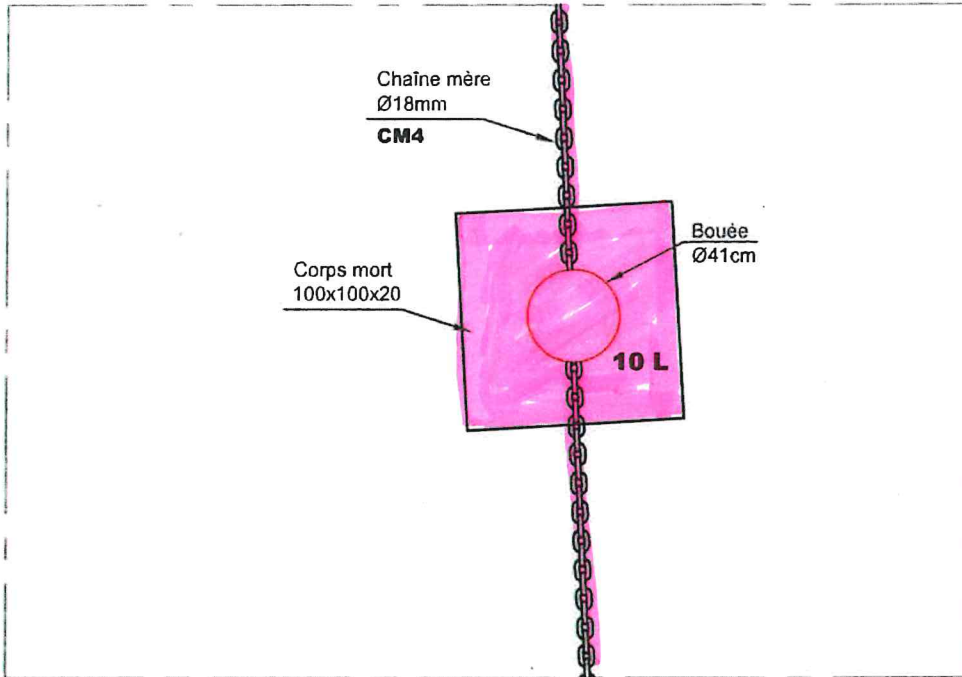 Chaîne mère
Ø18mm
CM4
Bouée
Ø41cm
Corps mort
100x100x20
10 L